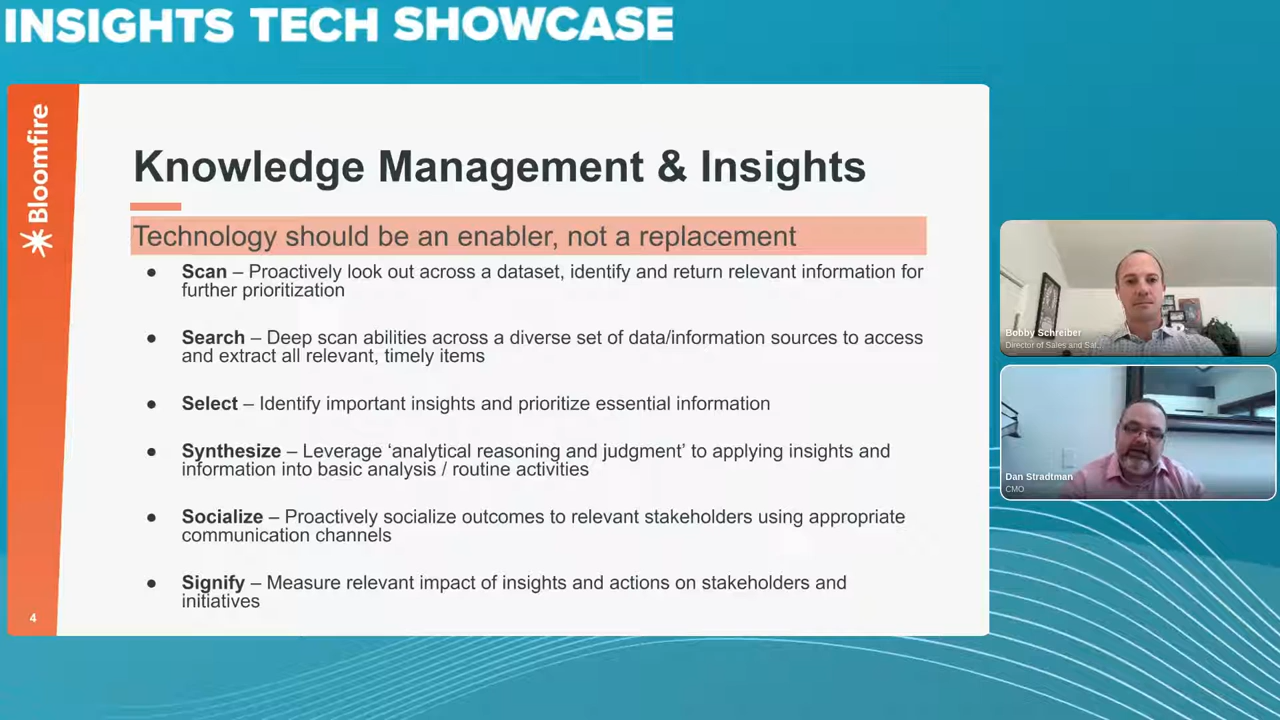 INSIGHTS TECH SHOWCASE
Bloomfire
Knowledge Management & Insights
Technology should be an enabler, not a replacement
● Scan – Proactively look out across a dataset, identify and return relevant information for
further prioritization
● Search – Deep scan abilities across a diverse set of data/information sources to access
and extract all relevant, timely items
● Select – Identify important insights and prioritize essential information
● Synthesize – Leverage ‘analytical reasoning and judgment’ to applying insights and
information into basic analysis / routine activities
● Socialize – Proactively socialize outcomes to relevant stakeholders using appropriate
communication channels
● Signify – Measure relevant impact of insights and actions on stakeholders and
initiatives
4
Bobby Schreiber
Director of Sales and
Dan Stradtman
CMO